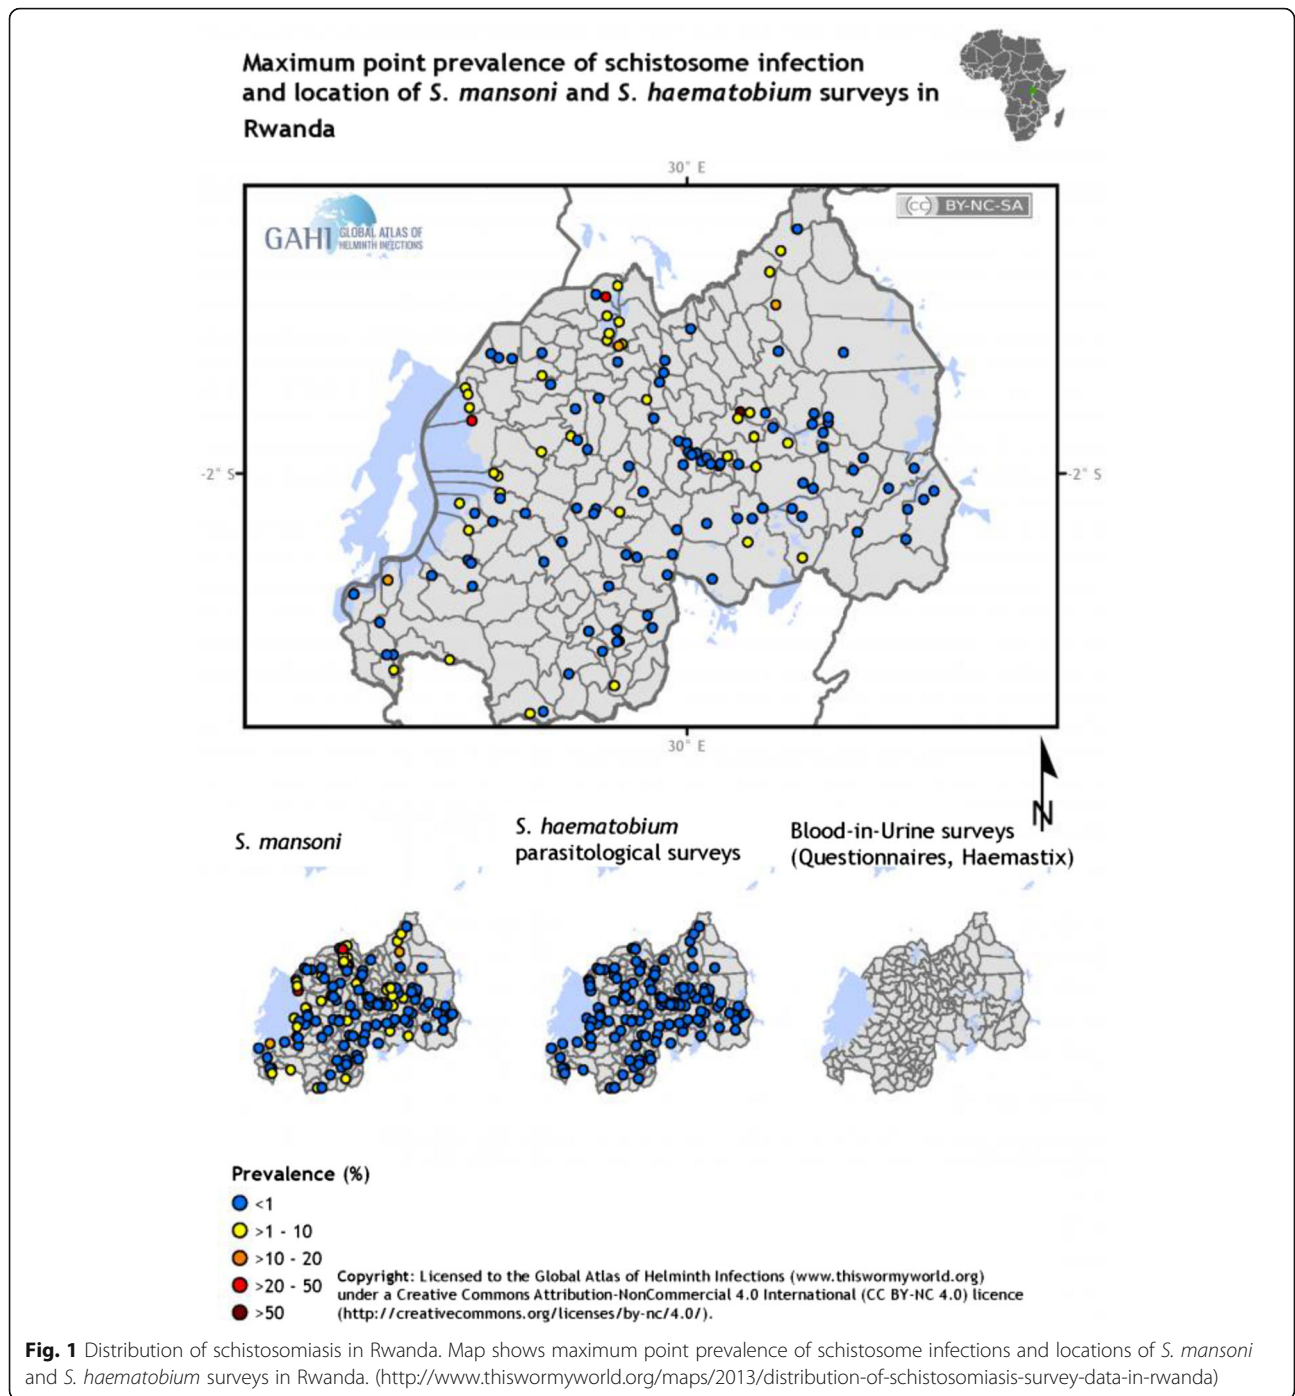 Maximum point prevalence of schistosome infection
and location of S. mansoni and S. haematobium surveys in
Rwanda
30° E
GAHI GLOBAL ATLAS OF
HELMINTH INFECTIONS
(cc) BY-NC-SA
-2° S
-2° S
30° E
N
S. mansoni
S. haematobium
parasitological surveys
Blood-in-Urine surveys
(Questionnaires, Haemastix)
Prevalence (%)
<1
>1 - 10
>10 - 20
>20 - 50
>50
Copyright: Licensed to the Global Atlas of Helminth Infections (www.thiswormyworld.org)
under a Creative Commons Attribution-NonCommercial 4.0 International (CC BY-NC 4.0) licence
(http://creativecommons.org/licenses/by-nc/4.0/).
Fig. 1 Distribution of schistosomiasis in Rwanda. Map shows maximum point prevalence of schistosome infections and locations of S. mansoni
and S. haematobium surveys in Rwanda. (http://www.thiswormyworld.org/maps/2013/distribution-of-schistosomiasis-survey-data-in-rwanda)